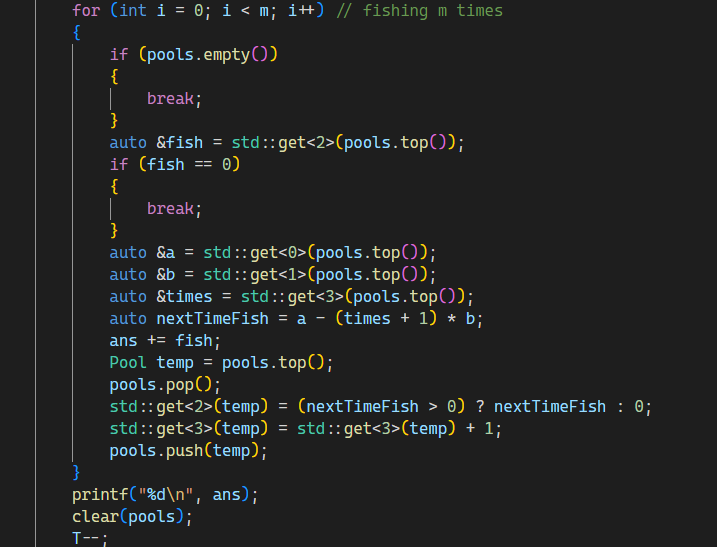 for (int i = 0; i < m; i++) // fishing m times
{
if (pools.empty())
{
break;
}
auto &fish = std::get<2>(pools.top());
if (fish == 0)
{
break;
}
auto &a = std::get<0>(pools.top());
auto &b = std::get<1>(pools.top());
auto &times = std::get<3>(pools.top());
auto nextTimeFish = a - (times + 1) * b;
ans += fish;
Pool temp = pools.top();
pools.pop();
std::get<2>(temp) = (nextTimeFish > 0) ? nextTimeFish : 0;
std::get<3>(temp) = std::get<3>(temp) + 1;
pools.push(temp);
}
printf("%d\n", ans);
clear(pools);
T--;